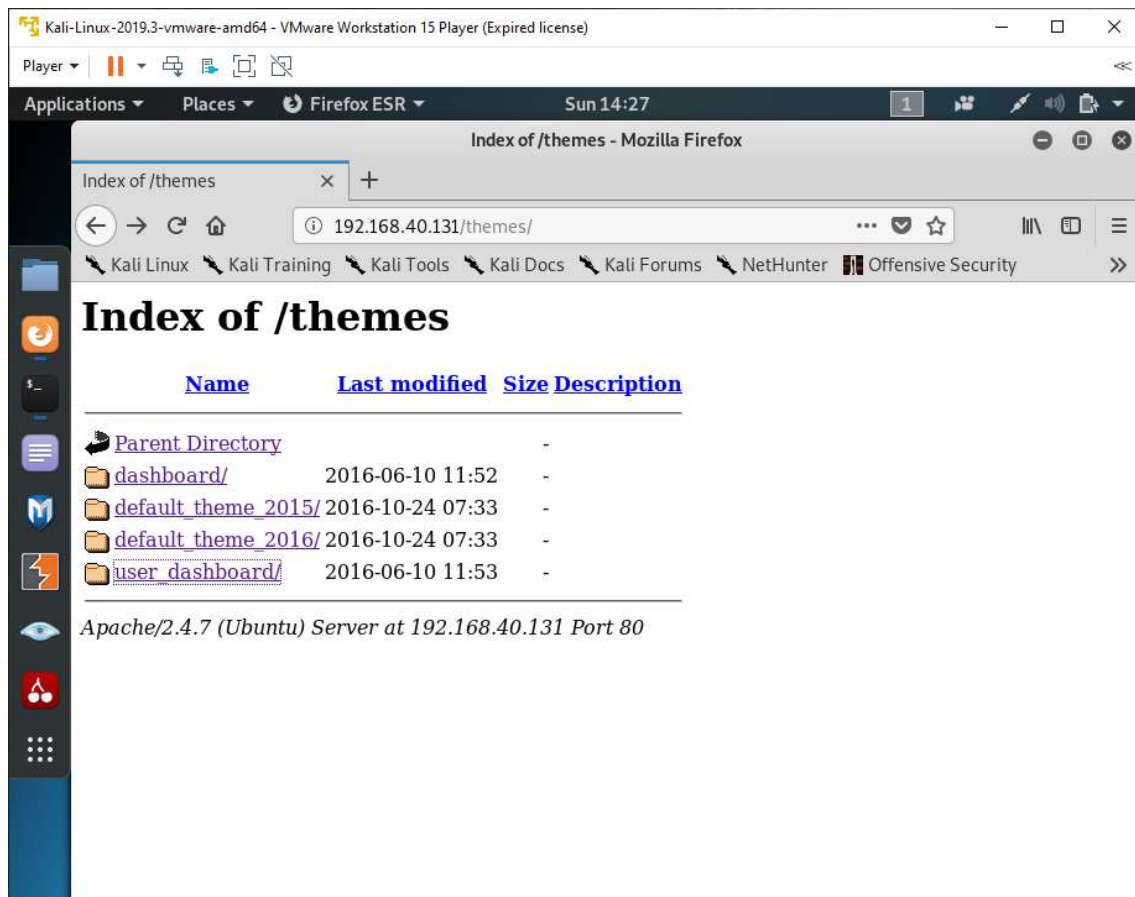 Kali-Linux-2019.3-vmware-amd64 - VMware Workstation 15 Player (Expired license)
Player
Applications Places Firefox ESR Sun 14:27 1
Index of /themes - Mozilla Firefox
Index of /themes
192.168.40.131/themes/
Kali Linux Kali Training Kali Tools Kali Docs Kali Forums NetHunter Offensive Security
Index of /themes
Name Last modified Size Description
Parent Directory -
dashboard/ 2016-06-10 11:52 -
default_theme_2015/ 2016-10-24 07:33 -
default_theme_2016/ 2016-10-24 07:33 -
user_dashboard/ 2016-06-10 11:53 -
Apache/2.4.7 (Ubuntu) Server at 192.168.40.131 Port 80